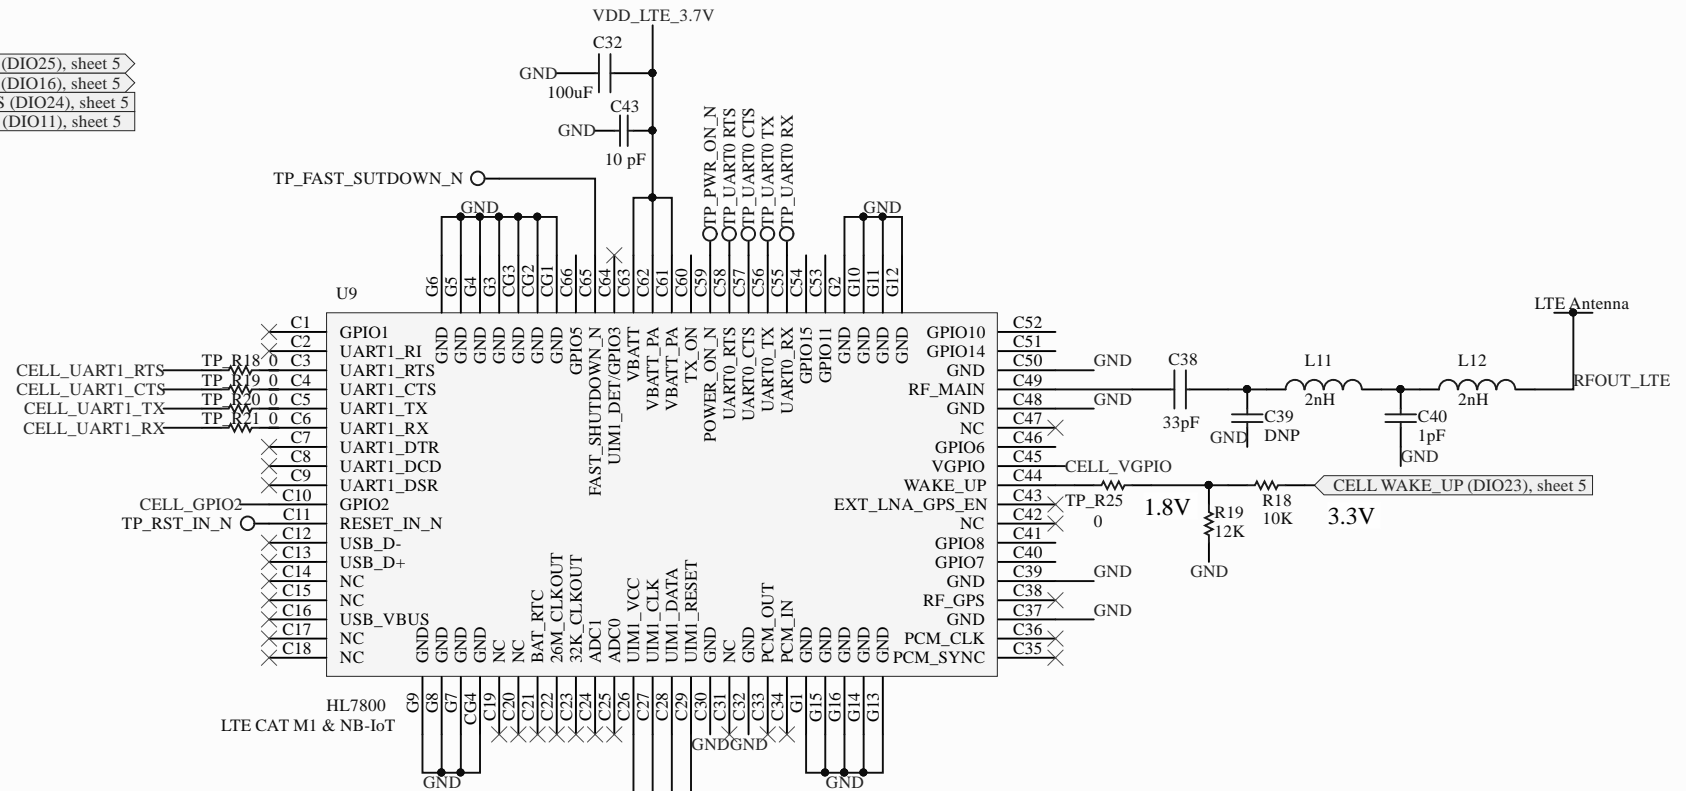 VDD_LTE_3.7V
C32
GND
100uF
C43
GND
10 pF
(DIO25), sheet 5
(DIO16), sheet 5
S (DIO24), sheet 5
(DIO11), sheet 5
TP_FAST_SUTDOWN_N
TP_PWR_ON_N
TP_UART0 RTS
TP_UART0 CTS
TP_UART0 TX
TP_UART0 RX
GND
GND
G6
G5
G4
G3
CG3
CG2
CG1
C66
C65
C64
C63
C62
C61
C60
C59
C58
C57
C56
C55
C54
C53
G2
G10
G11
G12
U9
GND
GND
GND
GND
GND
GND
GND
GPIO5
FAST_SHUTDOWN_N
UIM1_DET/GPIO3
VBATT
VBATT_PA
VBATT_PA
TX_ON
POWER_ON_N
UART0_RTS
UART0_CTS
UART0_TX
UART0_RX
GPIO15
GPIO11
GND
GND
GND
GND
C1 GPIO1
C2 UART1_RI
CELL_UART1_RTS TP_R18 0 C3 UART1_RTS
CELL_UART1_CTS TP_R19 0 C4 UART1_CTS
CELL_UART1_TX TP_R20 0 C5 UART1_TX
CELL_UART1_RX TP_R21 0 C6 UART1_RX
C7 UART1_DTR
C8 UART1_DCD
C9 UART1_DSR
CELL_GPIO2 C10 GPIO2
TP_RST_IN_N C11 RESET_IN_N
C12 USB_D-
C13 USB_D+
C14 NC
C15 NC
C16 USB_VBUS
C17 NC
C18 NC
GPIO10 C52
GPIO14 C51
GND C50 GND
RF_MAIN C49
GND C48 GND
NC C47
GPIO6 C46
VGPIO C45 CELL_VGPIO
WAKE_UP C44
EXT_LNA_GPS_EN C43
NC C42
GPIO8 C41
GPIO7 C40
GND C39 GND
RF_GPS C38
GND C37 GND
PCM_CLK C36
PCM_SYNC C35
LTE Antenna
C38
33pF
L11
2nH
L12
2nH
RFOUT_LTE
C39
DNP
GND
C40
1pF
GND
TP_R25
0
1.8V
R18
10K
CELL WAKE_UP (DIO23), sheet 5
3.3V
R19
12K
GND
GND
GND
GND
GND
NC
NC
BAT_RTC
26M_CLKOUT
32K_CLKOUT
ADC1
ADC0
UIM1_VCC
UIM1_CLK
UIM1_DATA
UIM1_RESET
GND
NC
GND
PCM_OUT
PCM_IN
GND
GND
GND
GND
GND
HL7800
LTE CAT M1 & NB-IoT
G9
G8
G7
CG4
C19
C20
C21
C22
C23
C24
C25
C26
C27
C28
C29
C30
C31
C32
C33
C34
G1
G15
G16
G14
G13
GND
GND
GND
GND